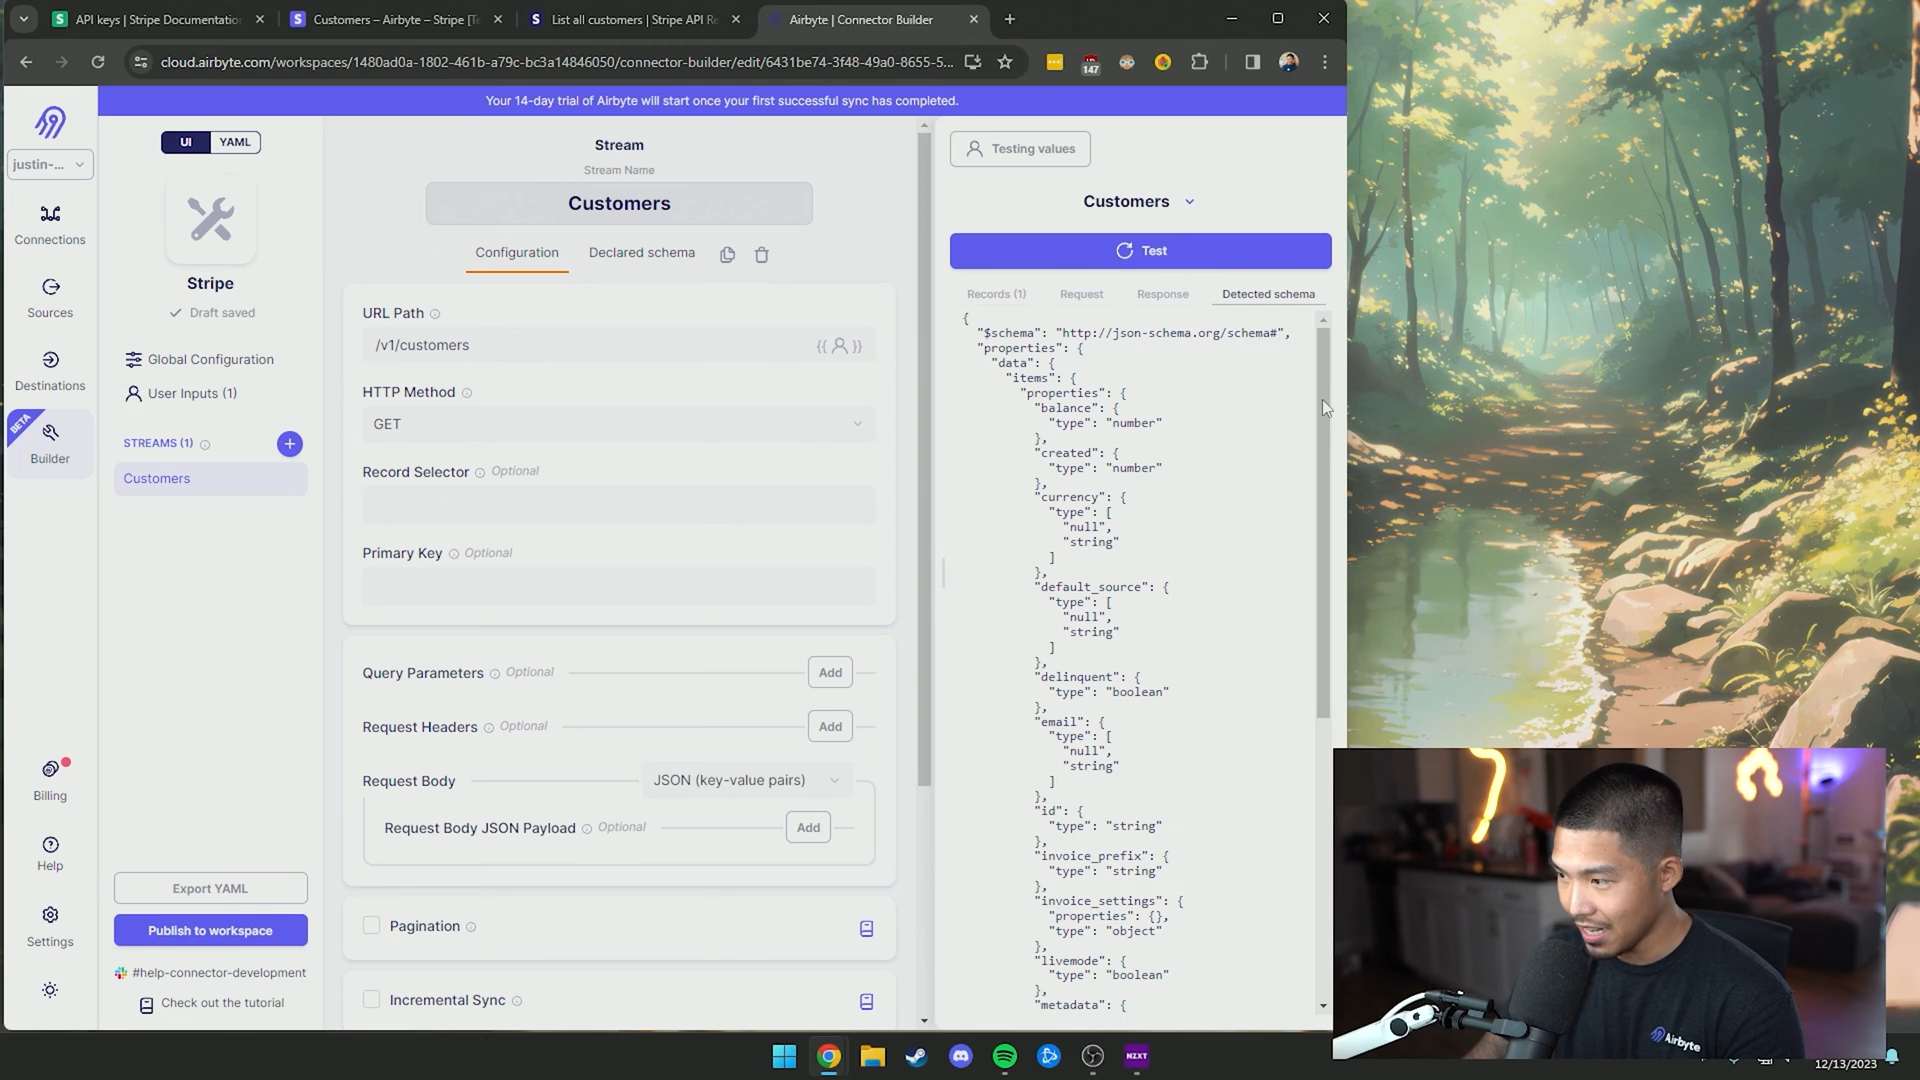 API keys | Stripe Documentation
Customers – Airbyte – Stripe [Te
List all customers | Stripe API Re
Airbyte | Connector Builder
cloud.airbyte.com/workspaces/1480ad0a-1802-461b-a79c-bc3a14846050/connector-builder/edit/6431be74-3f48-49a0-8655-5...
147
Your 14-day trial of Airbyte will start once your first successful sync has completed.
justin-...
Connections
Sources
Destinations
BETA
Builder
Billing
Help
Settings
UI
YAML
Stripe
Draft saved
Global Configuration
User Inputs (1)
STREAMS (1)
Customers
Export YAML
Publish to workspace
#help-connector-development
Check out the tutorial
Stream
Stream Name
Customers
Configuration
Declared schema
URL Path
/v1/customers
HTTP Method
GET
Record Selector Optional
Primary Key Optional
Query Parameters Optional
Add
Request Headers Optional
Add
Request Body
JSON (key-value pairs)
Request Body JSON Payload Optional
Add
Pagination
Incremental Sync
Testing values
Customers
Test
Records (1)
Request
Response
Detected schema
{
"$schema": "http://json-schema.org/schema#",
"properties": {
"data": {
"items": {
"properties": {
"balance": {
"type": "number"
},
"created": {
"type": "number"
},
"currency": {
"type": [
"null",
"string"
]
},
"default_source": {
"type": [
"null",
"string"
]
},
"delinquent": {
"type": "boolean"
},
"email": {
"type": [
"null",
"string"
]
},
"id": {
"type": "string"
},
"invoice_prefix": {
"type": "string"
},
"invoice_settings": {
"properties": {},
"type": "object"
},
"livemode": {
"type": "boolean"
},
"metadata": {
Airbyte
NZXT
12/13/2023